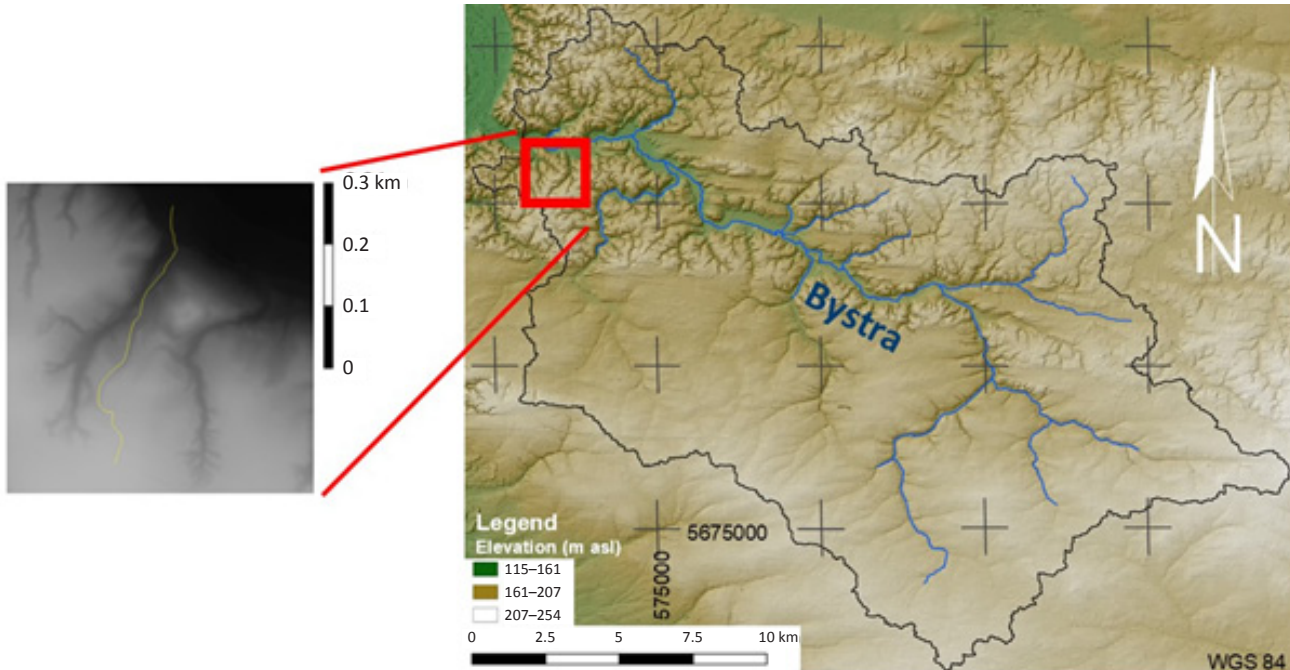 0.3 km
0.2
0.1
0
N
Bystra
Legend
Elevation (m asl)
115–161
161–207
207–254
5675000
575000
0 2.5 5 7.5 10 km
WGS 84